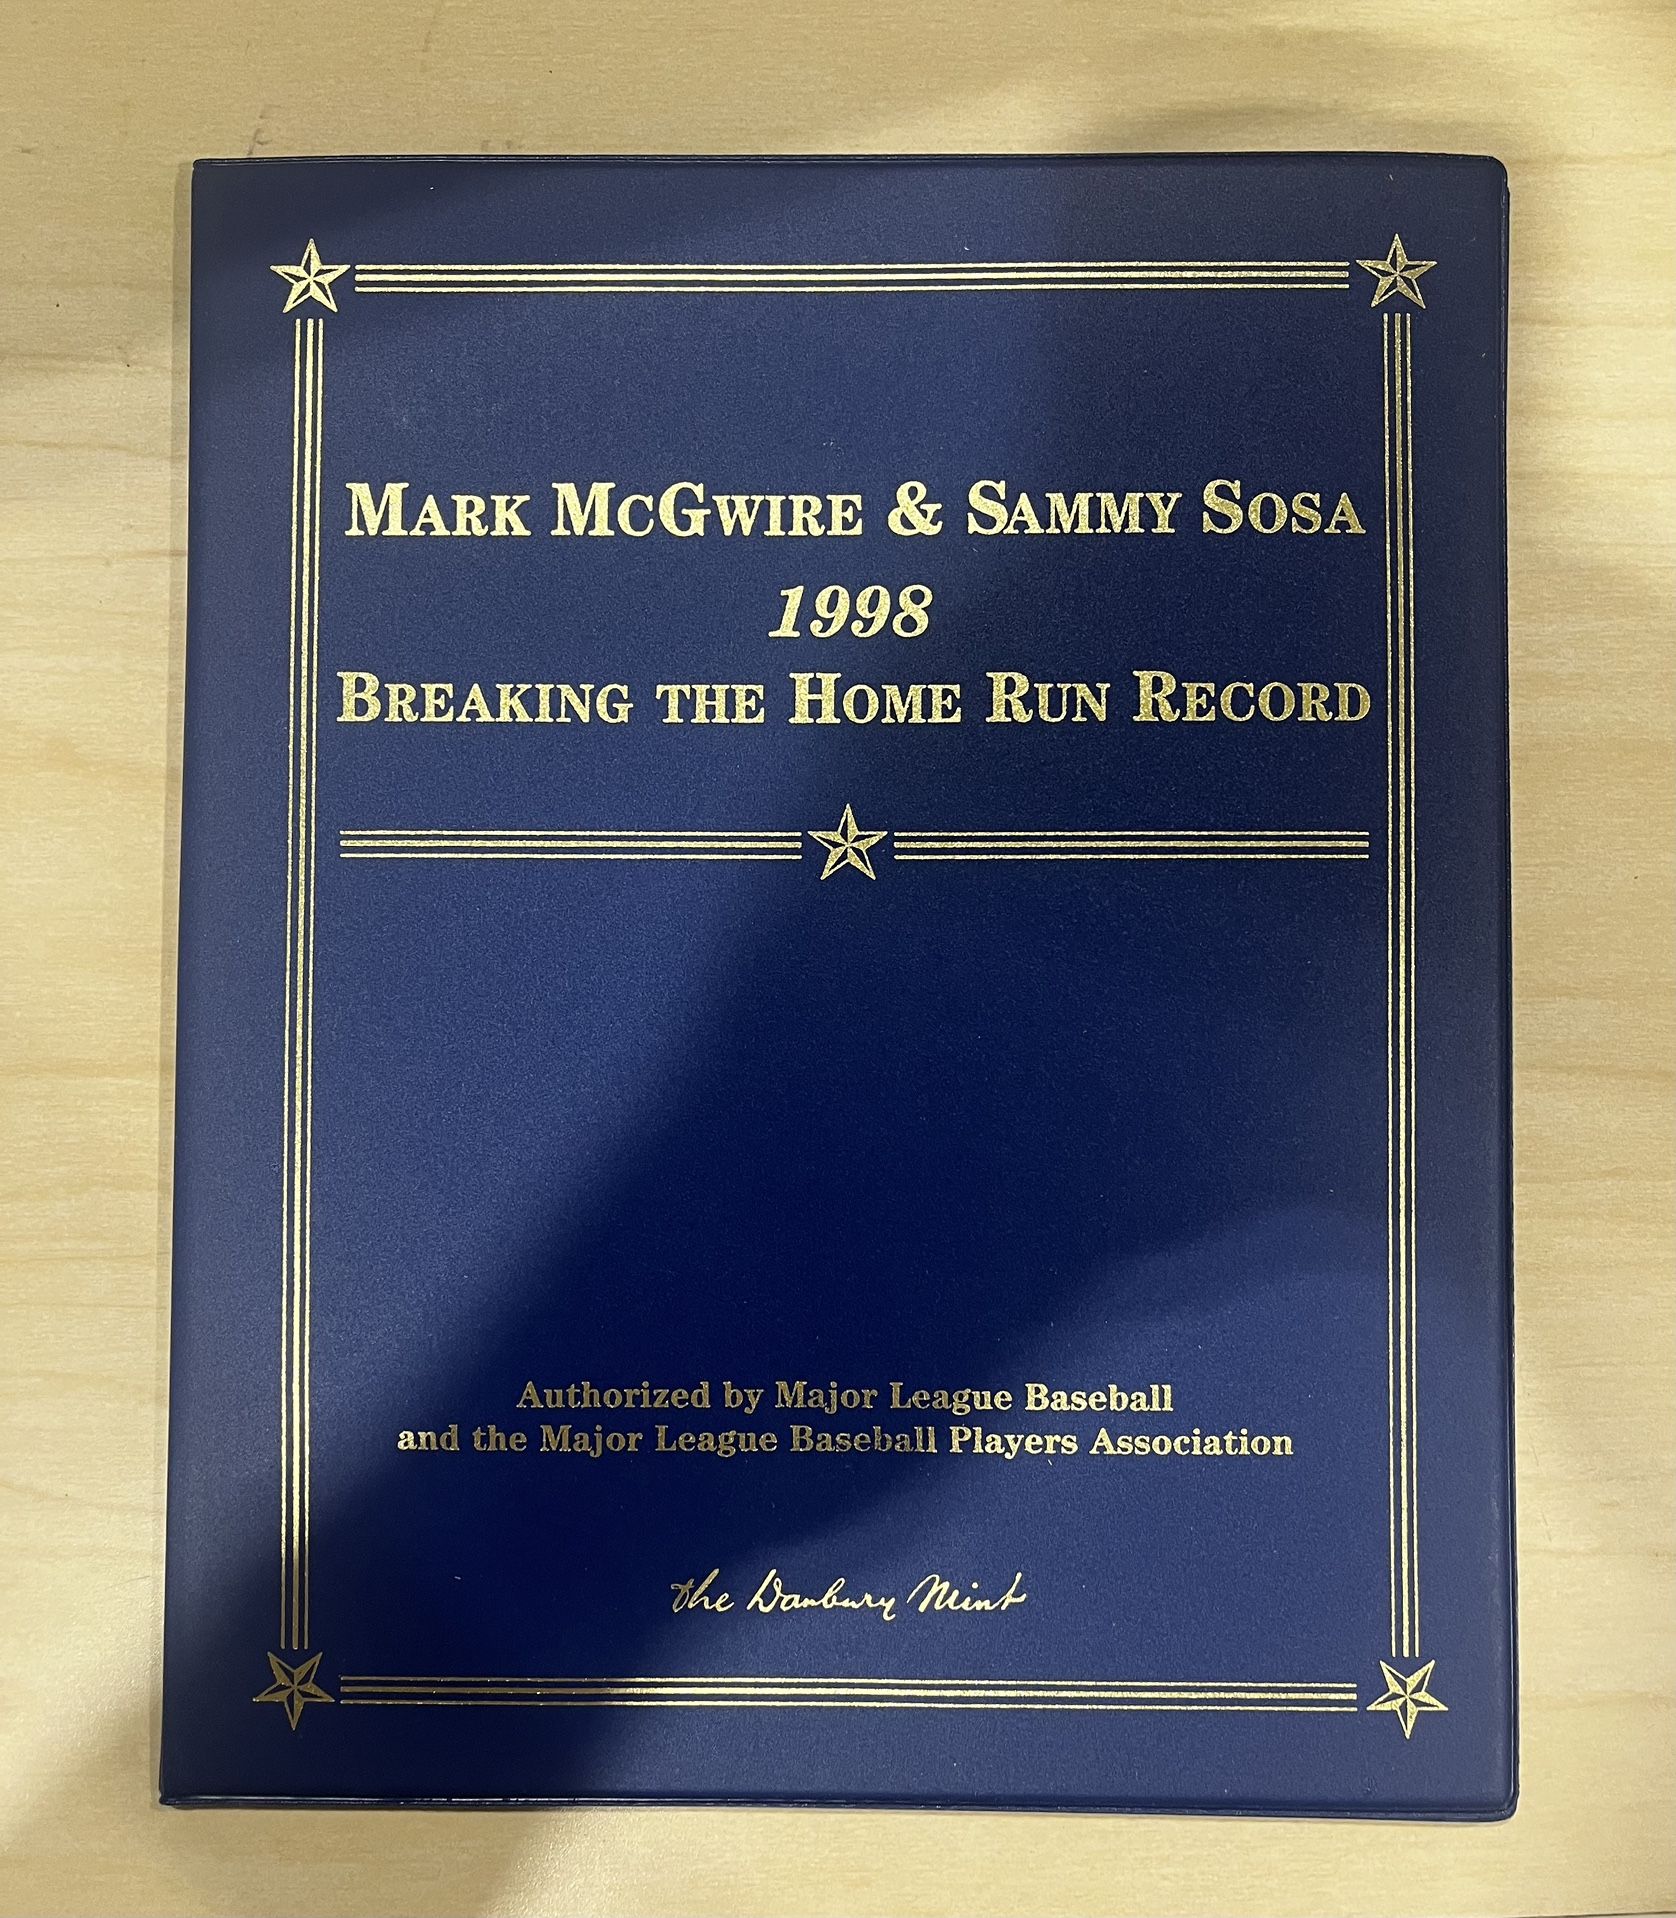 MARK MCGWIRE & SAMMY SOSA
1998
BREAKING THE HOME RUN RECORD
Authorized by Major League Baseball
and the Major League Baseball Players Association
the Danbury Mint